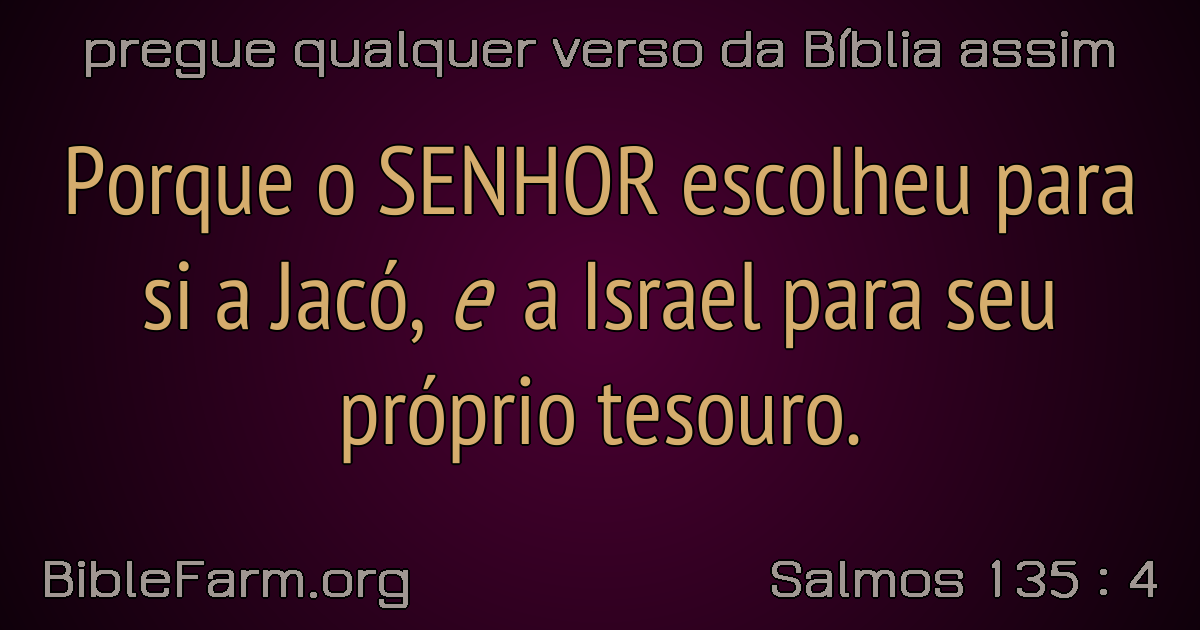 pregue qualquer verso da Bíblia assim
Porque o SENHOR escolheu para
si a Jacó, e a Israel para seu
próprio tesouro.
BibleFarm.org
Salmos 135 : 4